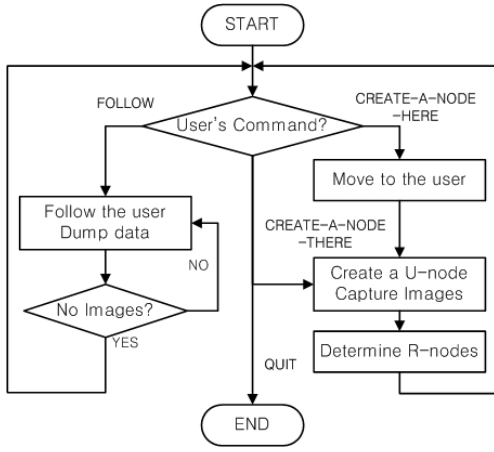 START
FOLLOW
CREATE-A-NODE
-HERE
User's Command?
Move to the user
Follow the user
Dump data
CREATE-A-NODE
-THERE
NO
Create a U-node
Capture Images
No Images?
YES
Determine R-nodes
QUIT
END